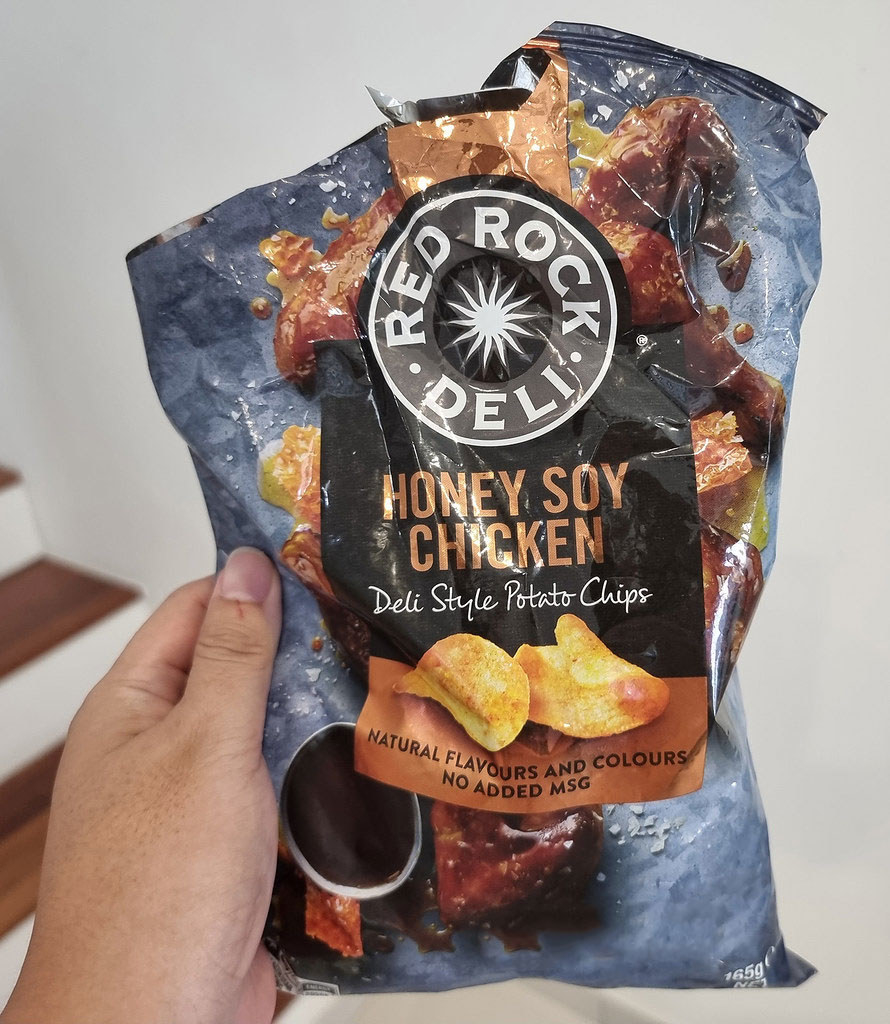 RED ROCK
DELI
®
HONEY SOY
CHICKEN
Deli Style Potato Chips
NATURAL FLAVOURS AND COLOURS
NO ADDED MSG
165g